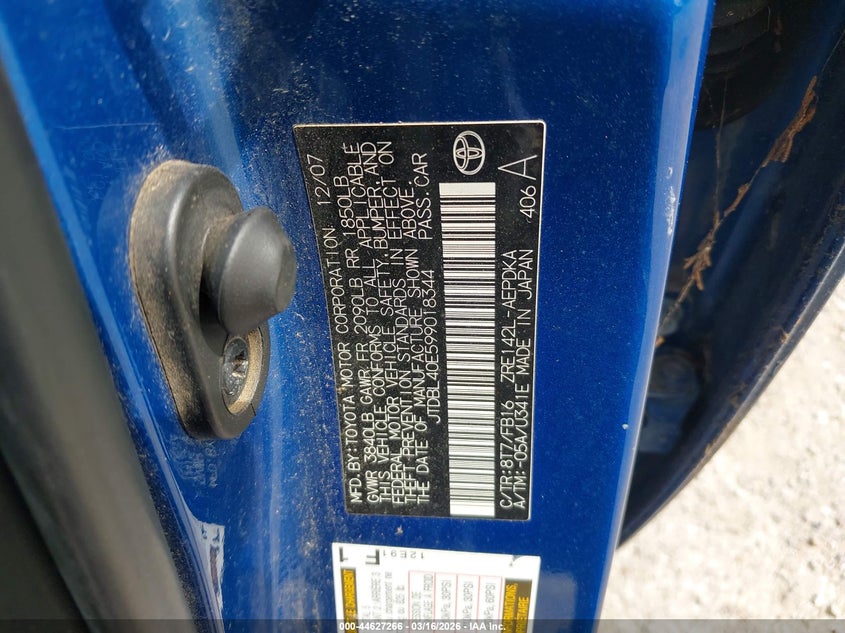 MFD. BY: TOYOTA MOTOR CORPORATION 12/07
GVWR 3840LB GAWR FR 2090LB RR 1850LB
THIS VEHICLE CONFORMS TO ALL APPLICABLE
FEDERAL MOTOR VEHICLE SAFETY, BUMPER, AND
THEFT PREVENTION STANDARDS IN EFFECT ON
THE DATE OF MANUFACTURE SHOWN ABOVE.
JTDBL40E599018344 PASS. CAR
C/TR: 8T7/FB16 ZRE142L-AEPDKA
A/TM: -05A/U341E MADE IN JAPAN 406 A
12E91
000-44627266 - 03/16/2026 - IAA Inc.